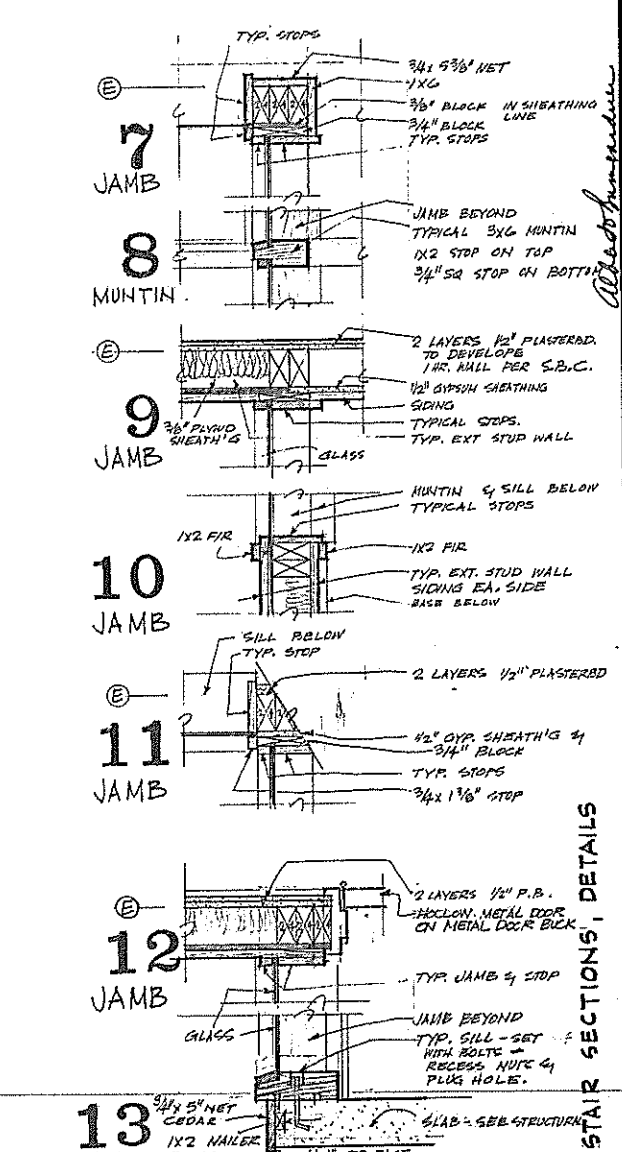 TYP. STOPS
3/4 x 5 3/8" NET
1X6
3/8" BLOCK IN SHEATHING LINE
3/4" BLOCK
TYP. STOPS
E
7
JAMB
JAMB BEYOND
TYPICAL 3X6 MUNTIN
1X2 STOP ON TOP
3/4" SQ STOP ON BOTTOM
8
MUNTIN
E
2 LAYERS 1/2" PLASTERBD.
TO DEVELOPE
1 HR. WALL PER S.B.C.
1/2" GYPSUM SHEATHING
SIDING
TYPICAL STOPS.
TYP. EXT STUD WALL
3/8" PLYWD
SHEATH'G
GLASS
9
JAMB
MUNTIN & SILL BELOW
TYPICAL STOPS
1X2 FIR
1X2 FIR
TYP. EXT. STUD WALL
SIDING EA. SIDE
BASE BELOW
10
JAMB
SILL BELOW
TYP. STOP
E
2 LAYERS 1/2" PLASTERBD
1/2" GYP. SHEATH'G &
3/4" BLOCK
TYP. STOPS
3/4 x 1 3/8" STOP
11
JAMB
E
2 LAYERS 1/2" P.B.
HOLLOW METAL DOOR
ON METAL DOOR BUCK
TYP. JAMB & STOP
12
JAMB
GLASS
JAMB BEYOND
TYP. SILL - SET
WITH BOLTS -
RECESS NUTS &
PLUG HOLE.
13
3/4" x 5" NET
CEDAR
1X2 NAILER
SLAB - SEE STRUCTURAL
STAIR SECTIONS, DETAILS